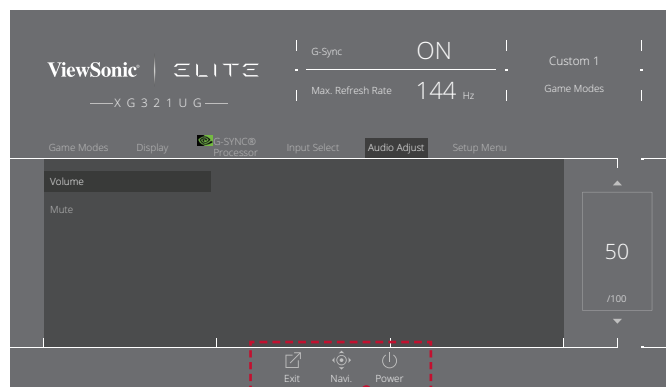 ViewSonic® ELITE
XG321UG
G-Sync ON
Max. Refresh Rate 144 Hz
Custom 1
Game Modes
Game Modes Display G-SYNC® Processor Input Select Audio Adjust Setup Menu
Volume
Mute
50
/100
Exit Navi. Power